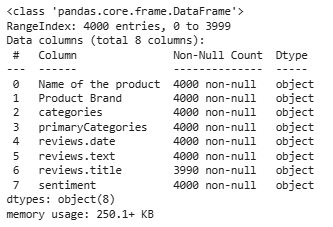 <class 'pandas.core.frame.DataFrame'>
RangeIndex: 4000 entries, 0 to 3999
Data columns (total 8 columns):
 #   Column               Non-Null Count  Dtype
---  ------               --------------  -----
 0   Name of the product  4000 non-null   object
 1   Product Brand        4000 non-null   object
 2   categories           4000 non-null   object
 3   primaryCategories    4000 non-null   object
 4   reviews.date         4000 non-null   object
 5   reviews.text         4000 non-null   object
 6   reviews.title        3990 non-null   object
 7   sentiment            4000 non-null   object
dtypes: object(8)
memory usage: 250.1+ KB